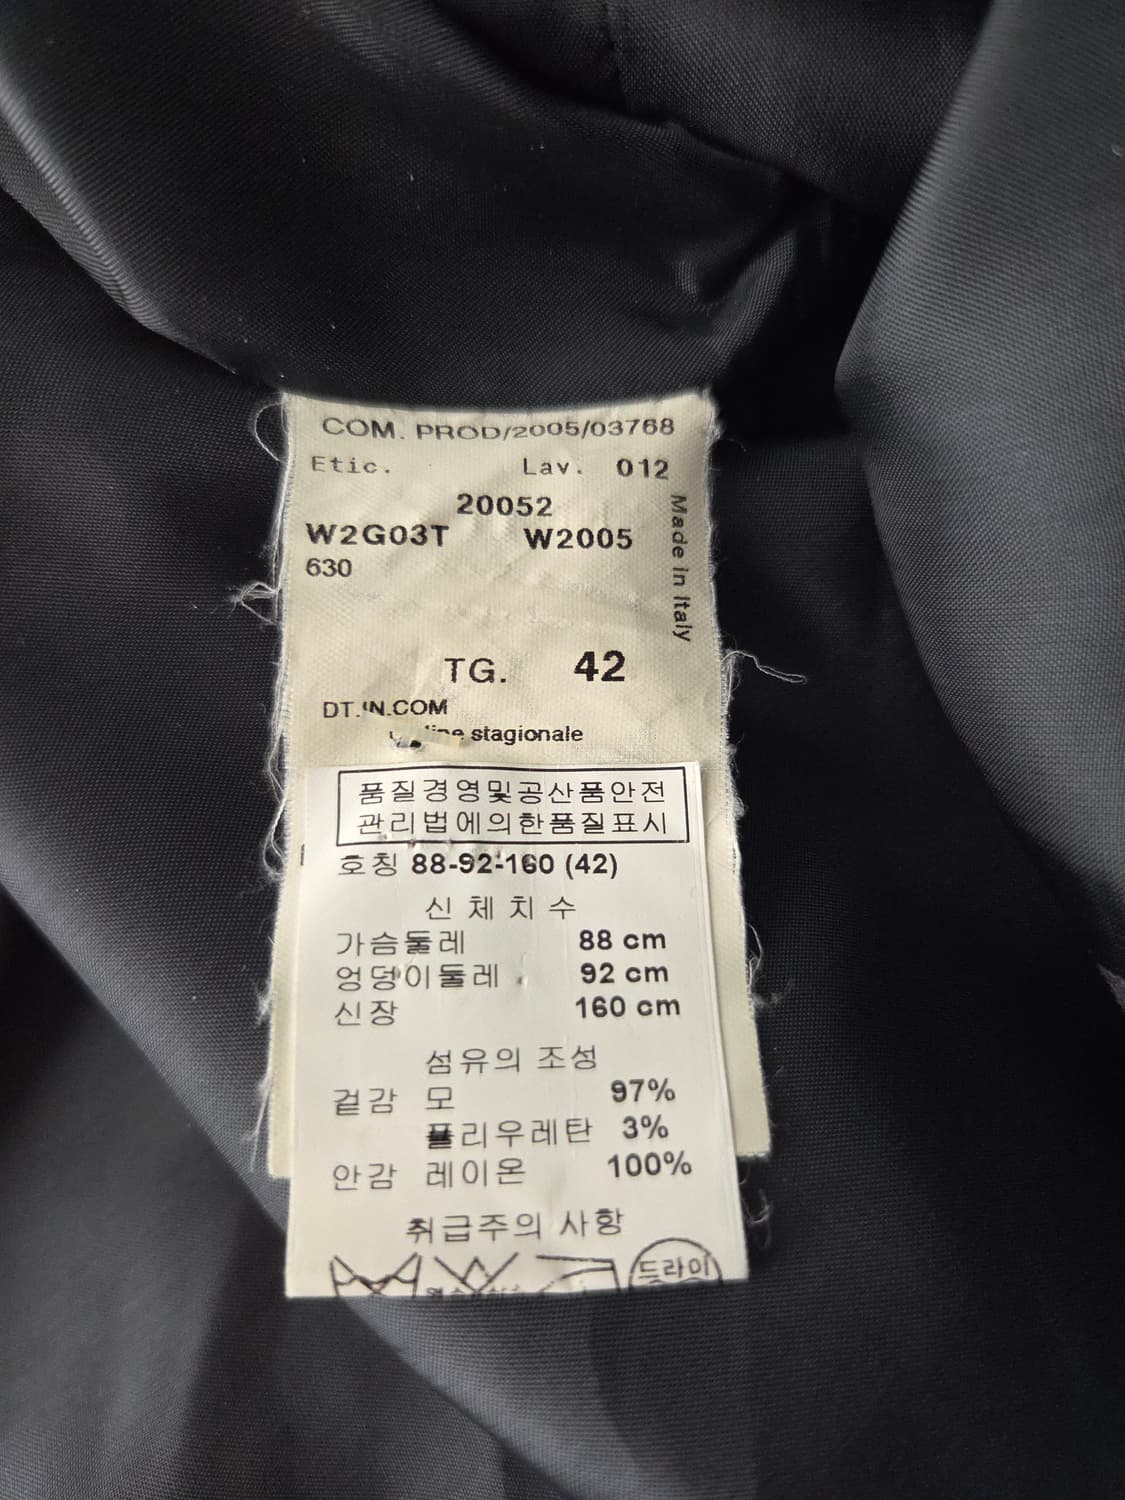 COM. PROD/2005/03768
Etic. Lav. 012
20052
W2G03T W2005
630
Made in Italy
TG. 42
DT.IN.COM
stagionale
품질경영및공산품안전
관리법에의한품질표시
호칭 88-92-160 (42)
신 체 치 수
가슴둘레 88 cm
엉덩이둘레 92 cm
신장 160 cm
섬유의 조성
겉감 모 97%
폴리우레탄 3%
안감 레이온 100%
취급주의 사항
드라이